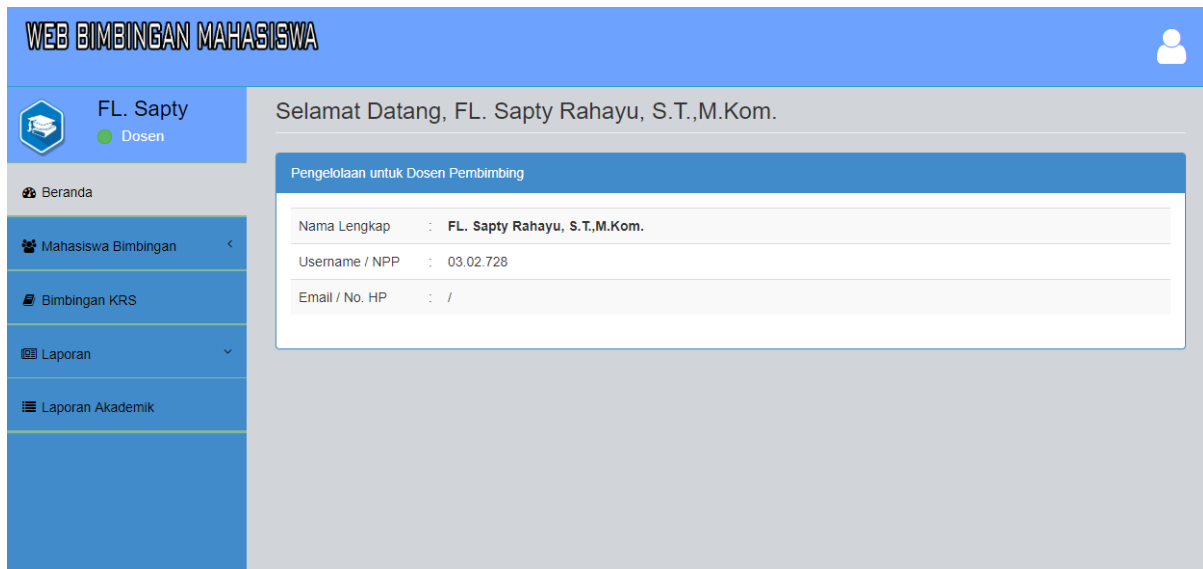 WEB BIMBINGAN MAHASISWA
FL. Sapty
Dosen
Beranda
Mahasiswa Bimbingan
Bimbingan KRS
Laporan
Laporan Akademik
Selamat Datang, FL. Sapty Rahayu, S.T.,M.Kom.
Pengelolaan untuk Dosen Pembimbing
Nama Lengkap : FL. Sapty Rahayu, S.T.,M.Kom.
Username / NPP : 03.02.728
Email / No. HP : /